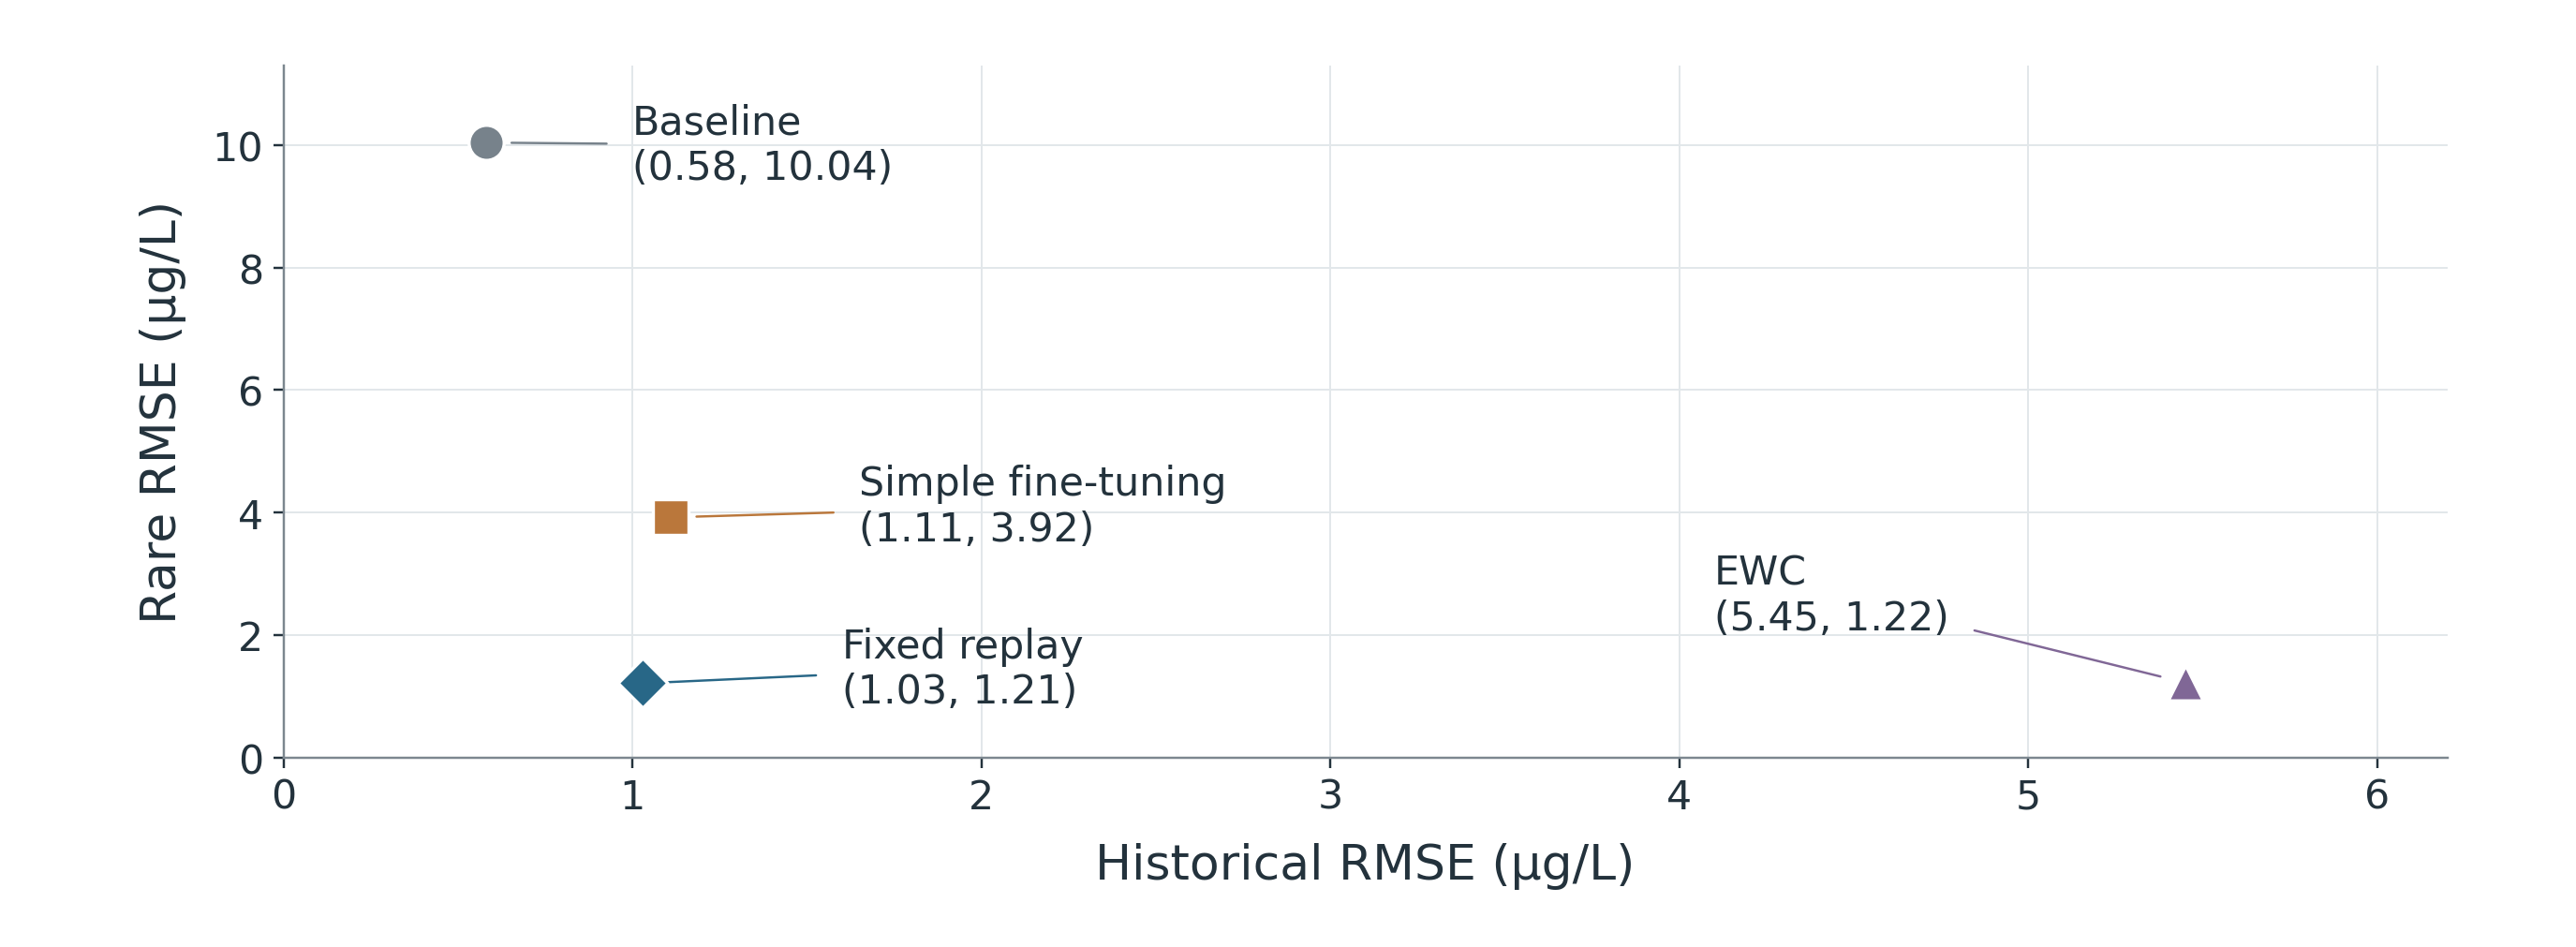 Rare RMSE (µg/L)
10
8
6
4
2
0
Baseline
(0.58, 10.04)
Simple fine-tuning
(1.11, 3.92)
EWC
(5.45, 1.22)
Fixed replay
(1.03, 1.21)
0 1 2 3 4 5 6
Historical RMSE (µg/L)